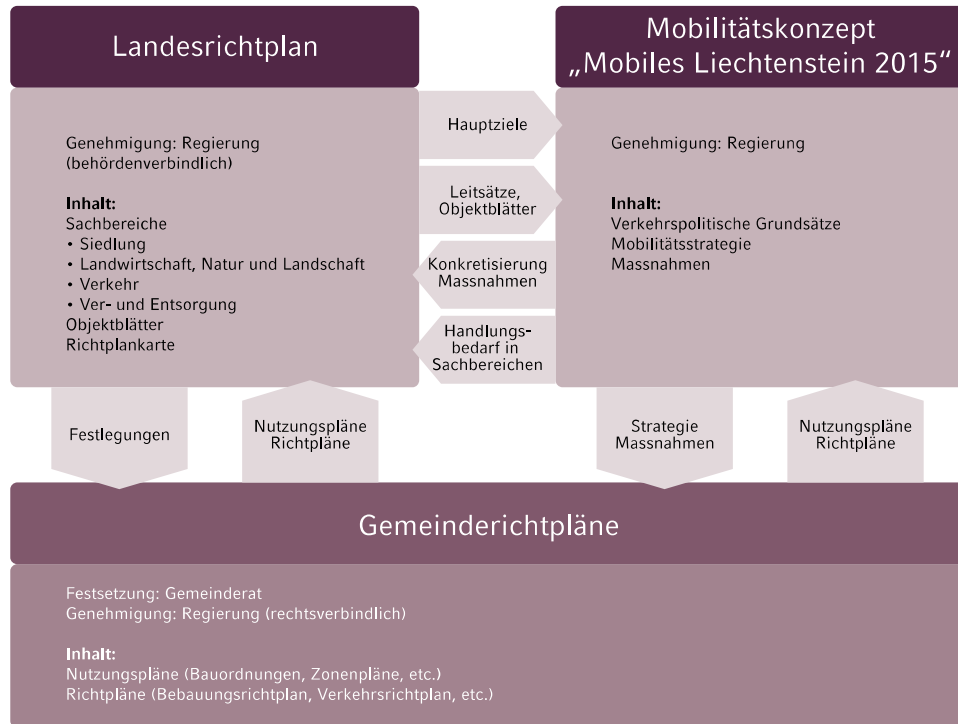 Landesrichtplan
Genehmigung: Regierung
(behördenverbindlich)
Inhalt:
Sachbereiche
• Siedlung
• Landwirtschaft, Natur und Landschaft
• Verkehr
• Ver- und Entsorgung
Objektblätter
Richtplankarte
Hauptziele
Leitsätze,
Objektblätter
Konkretisierung
Massnahmen
Handlungs-
bedarf in
Sachbereichen
Mobilitätskonzept
„Mobiles Liechtenstein 2015“
Genehmigung: Regierung
Inhalt:
Verkehrspolitische Grundsätze
Mobilitätsstrategie
Massnahmen
Festlegungen
Nutzungspläne
Richtpläne
Strategie
Massnahmen
Nutzungspläne
Richtpläne
Gemeinderichtpläne
Festsetzung: Gemeinderat
Genehmigung: Regierung (rechtsverbindlich)
Inhalt:
Nutzungspläne (Bauordnungen, Zonenpläne, etc.)
Richtpläne (Bebauungsrichtplan, Verkehrsrichtplan, etc.)